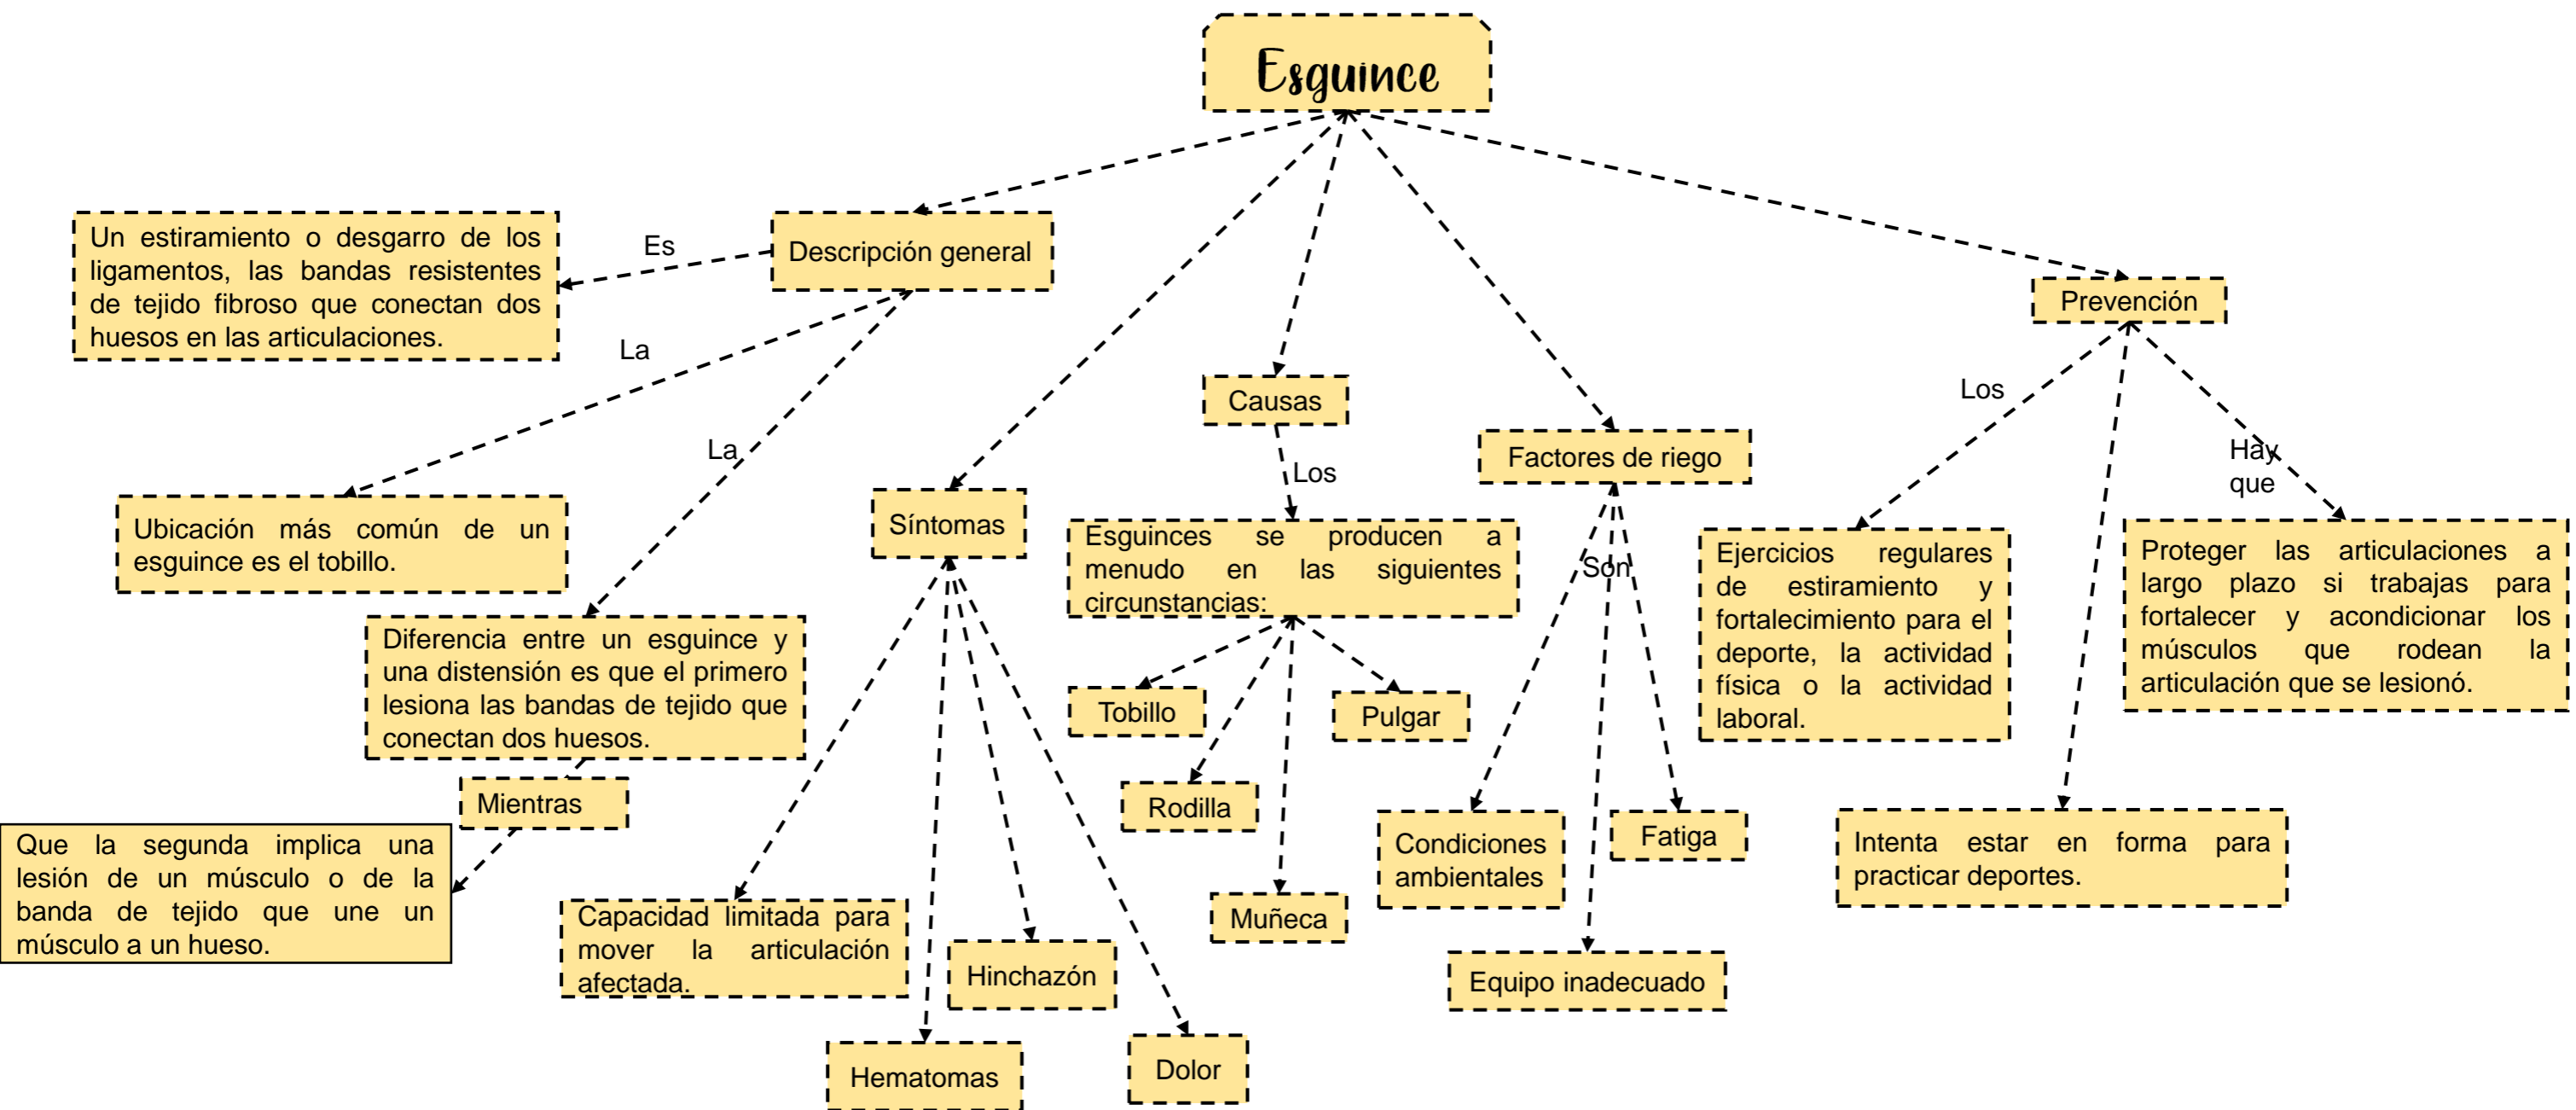 Esguince
Un estiramiento o desgarro de los
ligamentos, las bandas resistentes
de tejido fibroso que conectan dos
huesos en las articulaciones.
Es
Descripción general
La
La
Prevención
Los
Hay
que
Causas
Los
Factores de riego
Son
Síntomas
Ubicación más común de un
esguince es el tobillo.
Esguinces se producen a
menudo en las siguientes
circunstancias:
Ejercicios regulares
de estiramiento y
fortalecimiento para el
deporte, la actividad
física o la actividad
laboral.
Proteger las articulaciones a
largo plazo si trabajas para
fortalecer y acondicionar los
músculos que rodean la
articulación que se lesionó.
Diferencia entre un esguince y
una distensión es que el primero
lesiona las bandas de tejido que
conectan dos huesos.
Tobillo
Pulgar
Rodilla
Muñeca
Mientras
Que la segunda implica una
lesión de un músculo o de la
banda de tejido que une un
músculo a un hueso.
Condiciones
ambientales
Fatiga
Equipo inadecuado
Intenta estar en forma para
practicar deportes.
Capacidad limitada para
mover la articulación
afectada.
Hinchazón
Hematomas
Dolor